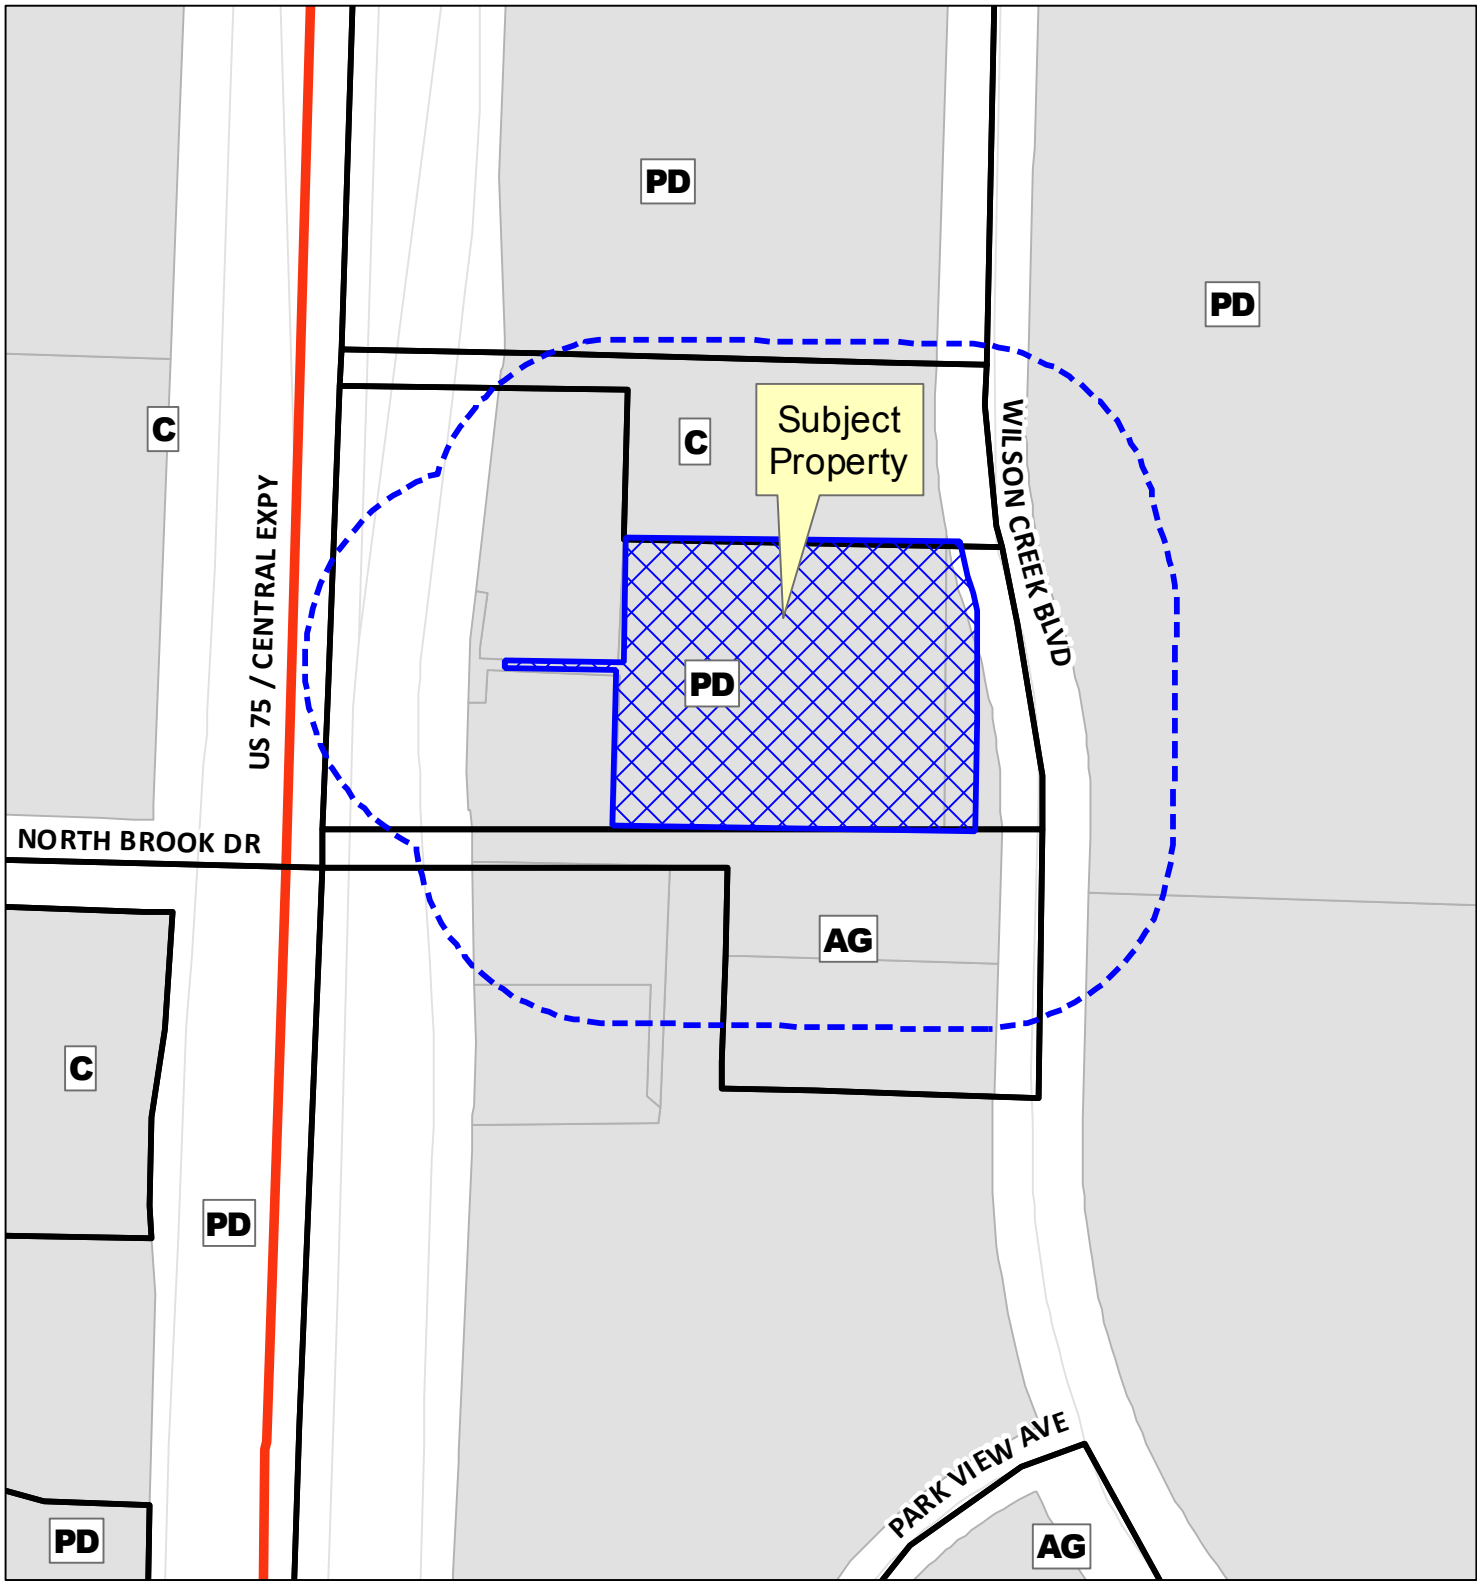 PD
PD
C
Subject
Property
C
WILSON CREEK BLVD
US 75 / CENTRAL EXPY
PD
NORTH BROOK DR
AG
C
PD
PARK VIEW AVE
PD
AG